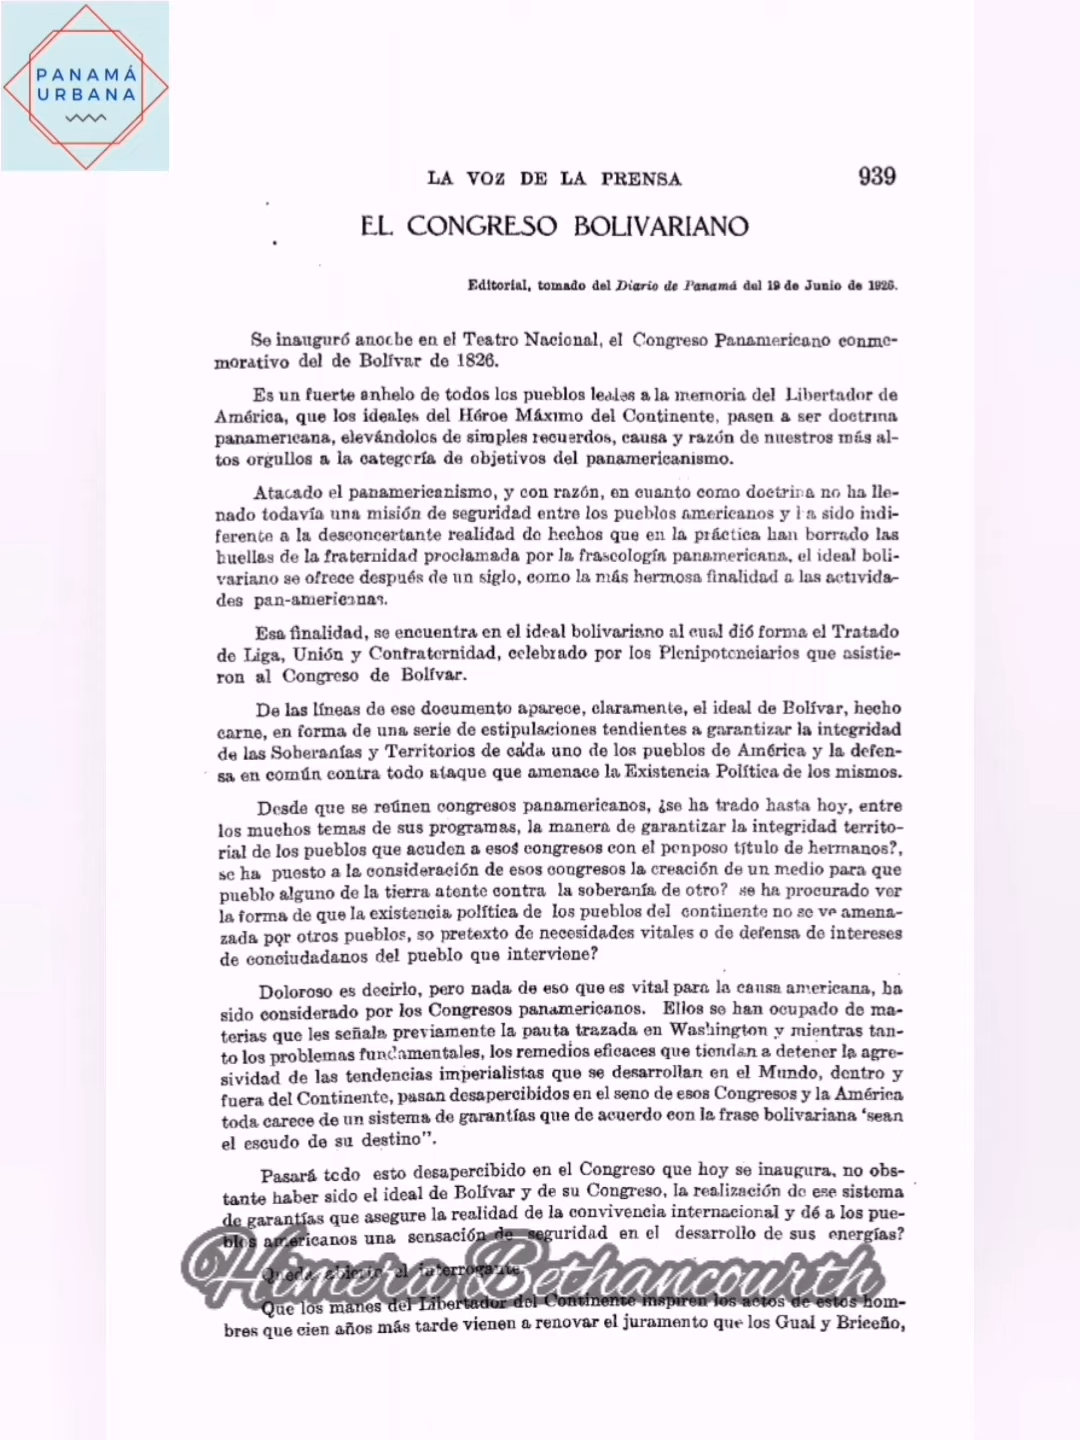 PANAMÁ
URBANA
LA VOZ DE LA PRENSA 939
EL CONGRESO BOLIVARIANO
Editorial, tomado del Diario de Panamá del 19 de Junio de 1926.
Se inauguró anoche en el Teatro Nacional, el Congreso Panamericano conme-
morativo del de Bolívar de 1826.
Es un fuerte anhelo de todos los pueblos leales a la memoria del Libertador de
América, que los ideales del Héroe Máximo del Continente, pasen a ser doctrina
panamericana, elevándolos de simples recuerdos, causa y razón de nuestros más al-
tos orgullos a la categoría de objetivos del panamericanismo.
Atacado el panamericanismo, y con razón, en cuanto como doctrina no ha lle-
nado todavía una misión de seguridad entre los pueblos americanos y ha sido indi-
ferente a la desconcertante realidad de hechos que en la práctica han borrado las
huellas de la fraternidad proclamada por la frascología panamericana, el ideal boli-
variano se ofrece después de un siglo, como la más hermosa finalidad a las activida-
des pan-americanas.
Esa finalidad, se encuentra en el ideal bolivariano al cual dió forma el Tratado
de Liga, Unión y Confraternidad, celebrado por los Plenipotenciarios que asistie-
ron al Congreso de Bolívar.
De las líneas de ese documento aparece, claramente, el ideal de Bolívar, hecho
carne, en forma de una serie de estipulaciones tendientes a garantizar la integridad
de las Soberanías y Territorios de cada uno de los pueblos de América y la defen-
sa en común contra todo ataque que amenace la Existencia Política de los mismos.
Desde que se reúnen congresos panamericanos, ¿se ha trado hasta hoy, entre
los muchos temas de sus programas, la manera de garantizar la integridad territo-
rial de los pueblos que acuden a esos congresos con el ponposo título de hermanos?,
se ha puesto a la consideración de esos congresos la creación de un medio para que
pueblo alguno de la tierra atente contra la soberanía de otro? se ha procurado ver
la forma de que la existencia política de los pueblos del continente no se ve amena-
zada por otros pueblos, so pretexto de necesidades vitales o de defensa de intereses
de conciudadanos del pueblo que interviene?
Doloroso es decirlo, pero nada de eso que es vital para la causa americana, ha
sido considerado por los Congresos panamericanos. Ellos se han ocupado de ma-
terias que les señala previamente la pauta trazada en Washington y mientras tan-
to los problemas fundamentales, los remedios eficaces que tiendan a detener la agre-
sividad de las tendencias imperialistas que se desarrollan en el Mundo, dentro y
fuera del Continente, pasan desapercibidos en el seno de esos Congresos y la América
toda carece de un sistema de garantías que de acuerdo con la frase bolivariana ‘sean
el escudo de su destino”.
Pasará todo esto desapercibido en el Congreso que hoy se inaugura, no obs-
tante haber sido el ideal de Bolívar y de su Congreso, la realización de ese sistema
de garantías que asegure la realidad de la convivencia internacional y dé a los pue-
blos americanos una sensación de seguridad en el desarrollo de sus energías?
Queda abierto el interrogante.
Que los manes del Libertador del Continente inspiren los actos de estos hom-
bres que cien años más tarde vienen a renovar el juramento que los Gual y Briceño,
©Himera Bethancourth